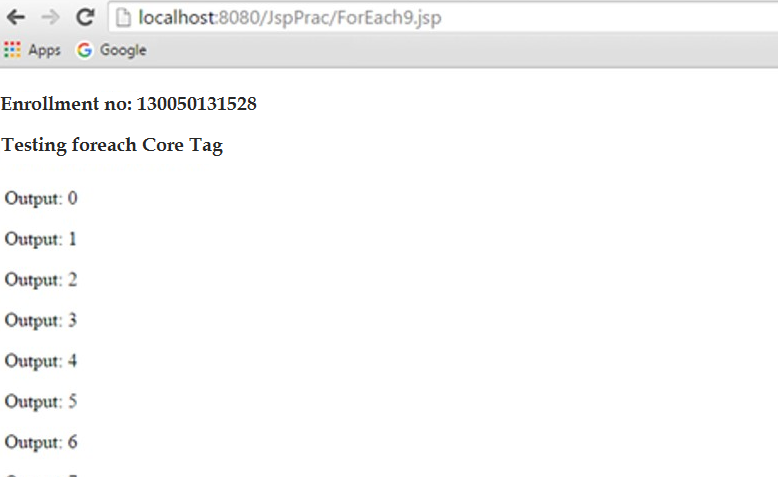 localhost:8080/JspPrac/ForEach9.jsp
Apps Google
Enrollment no: 130050131528
Testing foreach Core Tag
Output: 0
Output: 1
Output: 2
Output: 3
Output: 4
Output: 5
Output: 6